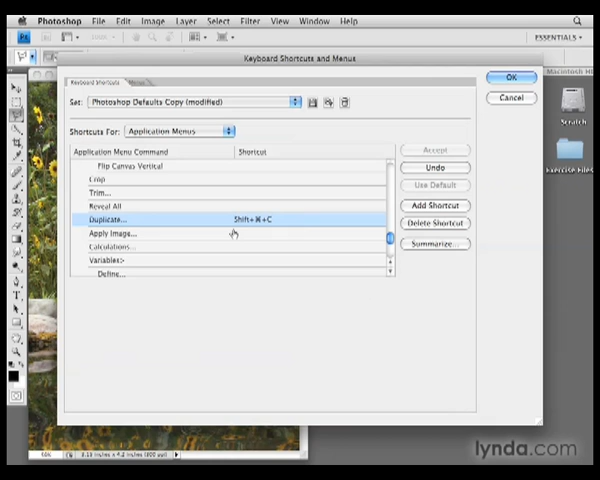 Photoshop File Edit Image Layer Select Filter View Window Help
ESSENTIALS
Keyboard Shortcuts and Menus
Macintosh H
Keyboard Shortcuts Menus
OK
Set: Photoshop Defaults Copy (modified)
Cancel
Scratch
Shortcuts For: Application Menus
Application Menu Command Shortcut
Accept
Flip Canvas Vertical
Undo
Exercise Files
Crop
Trim...
Use Default
Reveal All
Add Shortcut
Duplicate... Shift+⌘+C
Delete Shortcut
Apply Image...
Calculations...
Summarize...
Variables>
Define...
lynda.com